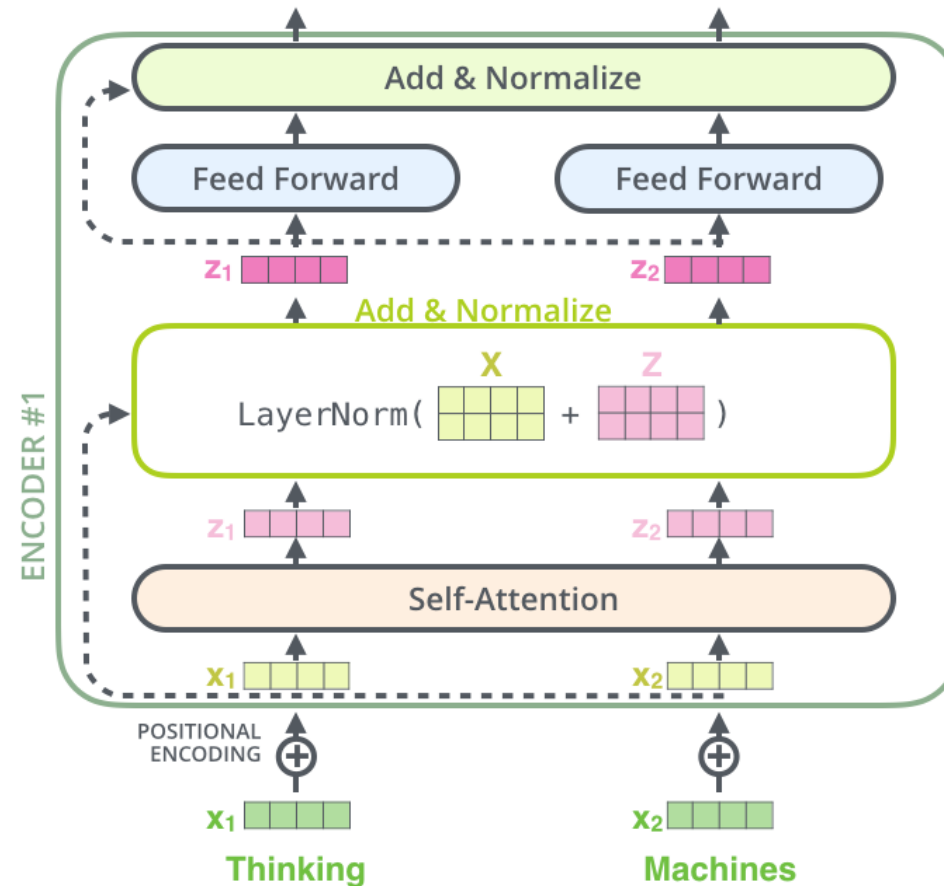 Add & Normalize
Feed Forward Feed Forward
z1 z2
Add & Normalize
X Z
LayerNorm( + )
ENCODER #1
z1 z2
Self-Attention
x1 x2
POSITIONAL
ENCODING
x1 x2
Thinking Machines